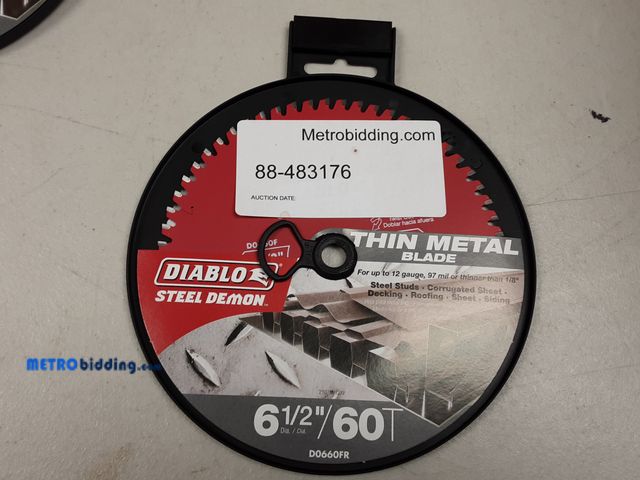 Metrobidding.com
88-483176
AUCTION DATE:
Doblar hacia afuera
D0660F
THIN METAL
BLADE
For up to 12 gauge, 97 mil or thinner than 1/8"
Steel Studs • Corrugated Sheet •
Decking • Roofing • Sheet • Siding
DIABLO
STEEL DEMON
METRObidding.com
6 1/2"/60T
Dia. / Dia.
D0660FR